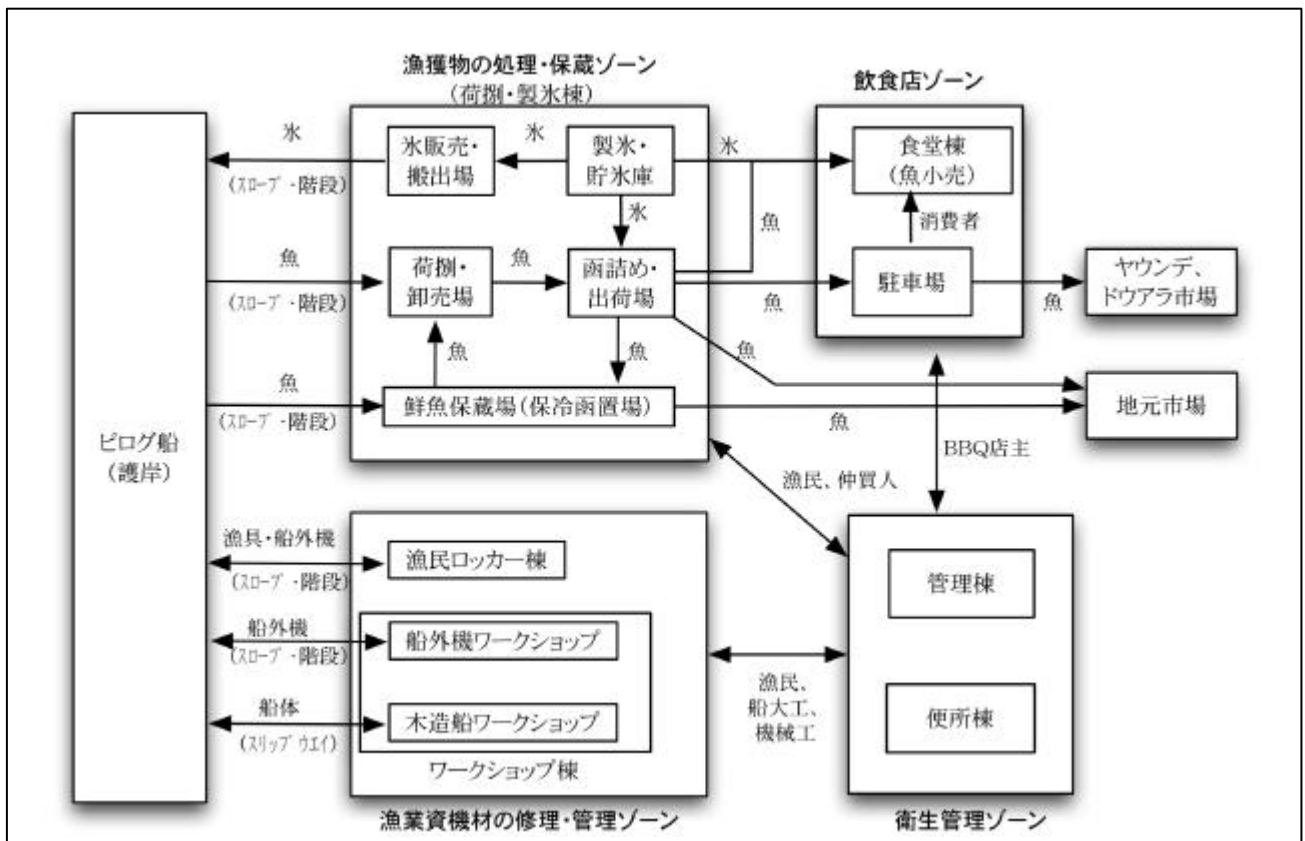 漁獲物の処理・保蔵ゾーン
(荷捌・製氷棟)
飲食店ゾーン
氷
(スロープ・階段)
氷販売・
搬出場
氷
製氷・
貯氷庫
氷
食堂棟
(魚小売)
氷
魚
消費者
魚
(スロープ・階段)
荷捌・
卸売場
魚
函詰め・
出荷場
魚
駐車場
魚
ヤウンデ、
ドウアラ市場
魚
魚
魚
魚
(スロープ・階段)
鮮魚保蔵場(保冷函置場)
魚
地元市場
ピログ船
(護岸)
漁民、仲買人
BBQ店主
漁具・船外機
(スロープ・階段)
漁民ロッカー棟
管理棟
船外機
(スロープ・階段)
船外機ワークショップ
漁民、
船大工、
機械工
船体
(スリップウエイ)
木造船ワークショップ
便所棟
ワークショップ棟
漁業資機材の修理・管理ゾーン
衛生管理ゾーン